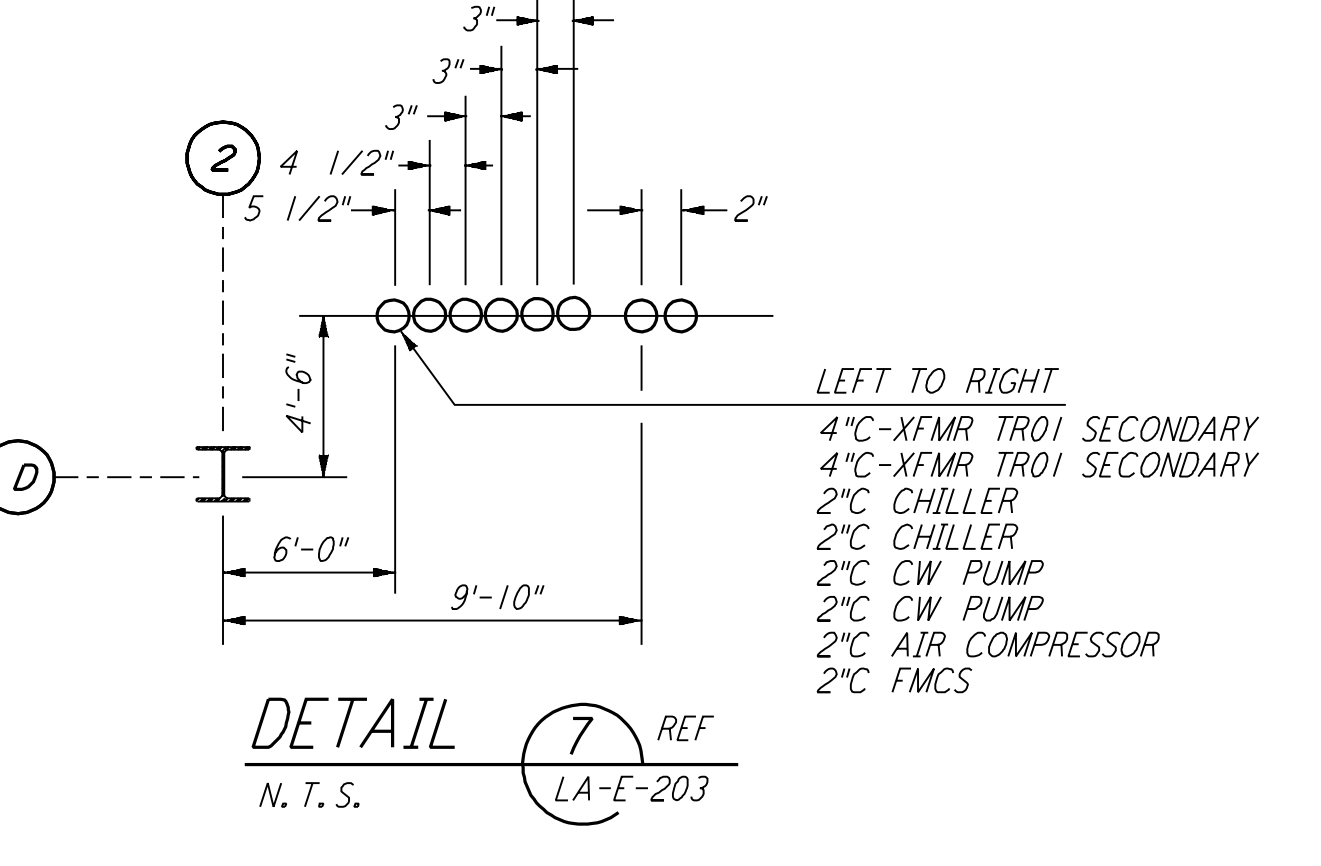 3"
3"
3"
2
4 1/2"
5 1/2"
2"
4'-6"
LEFT TO RIGHT
4"C-XFMR TR01 SECONDARY
4"C-XFMR TR01 SECONDARY
D
2"C CHILLER
2"C CHILLER
6'-0"
2"C CW PUMP
9'-10"
2"C CW PUMP
2"C AIR COMPRESSOR
2"C FMCS
DETAIL
7
REF
N.T.S.
LA-E-203